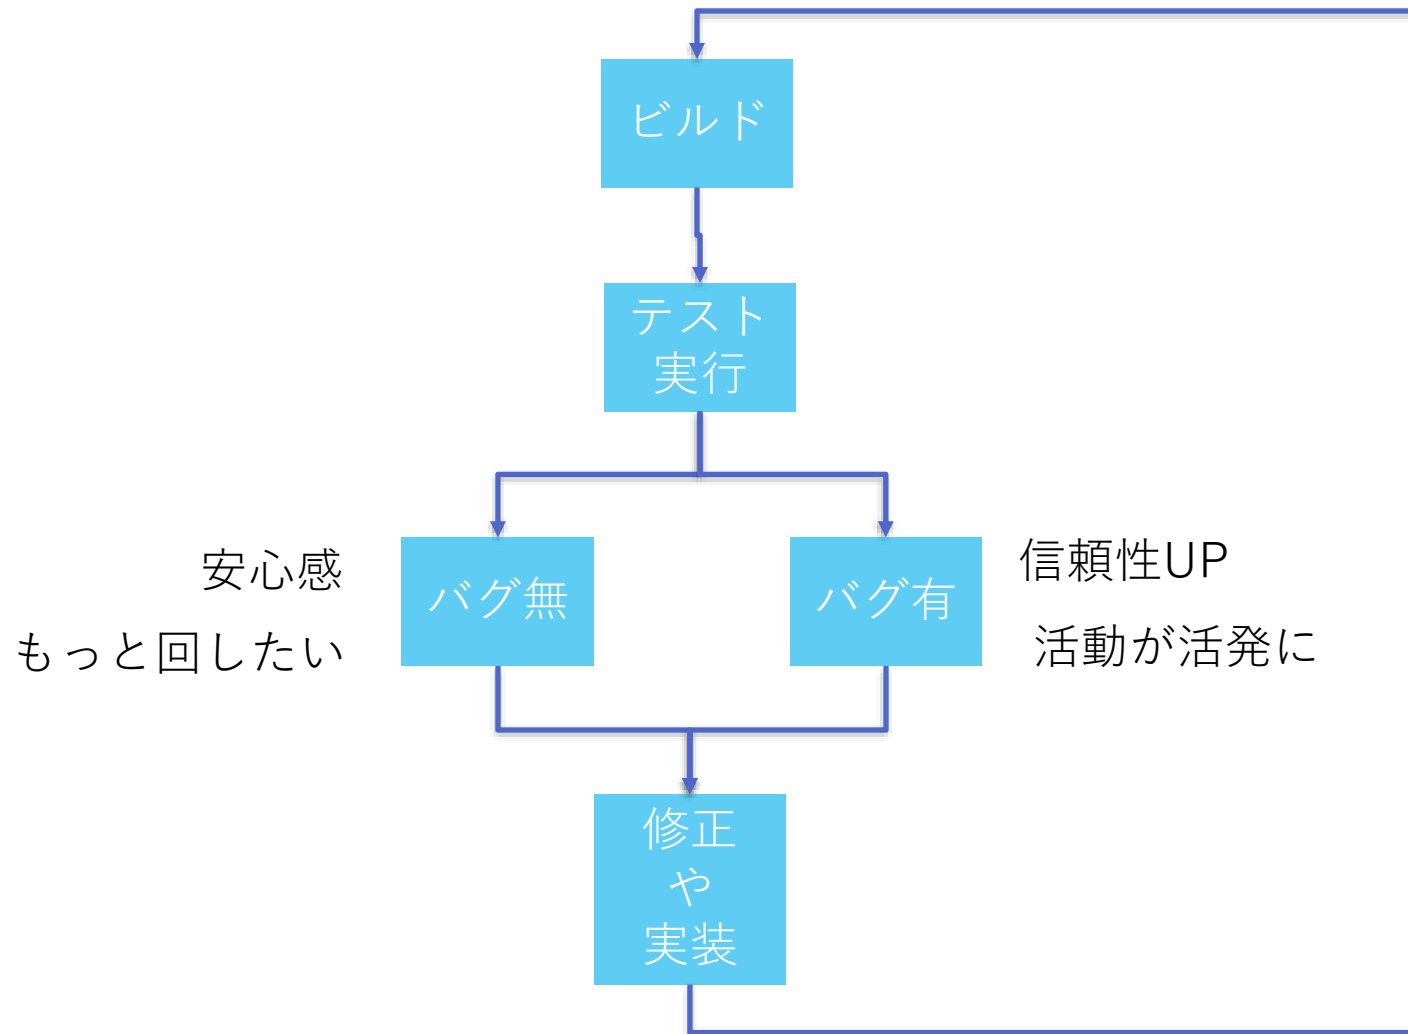 ビルド
テスト
実行
安心感
もっと回したい
バグ無
バグ有
信頼性UP
活動が活発に
修正
や
実装